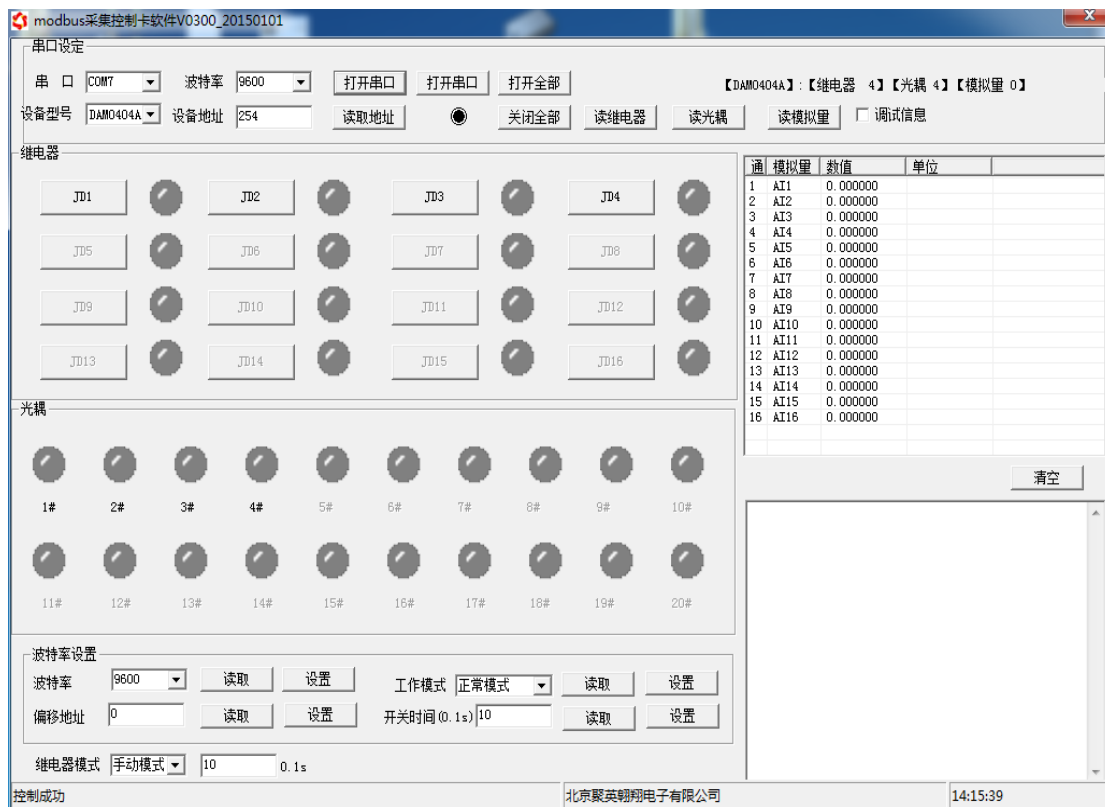 modbus采集控制卡软件V0300_20150101
串口设定
串 口 COM7 波特率 9600 打开串口 打开串口 打开全部 【DAM0404A】:【继电器 4】【光耦 4】【模拟量 0】
设备型号 DAM0404A 设备地址 254 读取地址 关闭全部 读继电器 读光耦 读模拟量 调试信息
继电器
JD1 JD2 JD3 JD4
JD5 JD6 JD7 JD8
JD9 JD10 JD11 JD12
JD13 JD14 JD15 JD16
通 模拟量 数值 单位
1 AI1 0.000000
2 AI2 0.000000
3 AI3 0.000000
4 AI4 0.000000
5 AI5 0.000000
6 AI6 0.000000
7 AI7 0.000000
8 AI8 0.000000
9 AI9 0.000000
10 AI10 0.000000
11 AI11 0.000000
12 AI12 0.000000
13 AI13 0.000000
14 AI14 0.000000
15 AI15 0.000000
16 AI16 0.000000
清空
光耦
1# 2# 3# 4# 5# 6# 7# 8# 9# 10#
11# 12# 13# 14# 15# 16# 17# 18# 19# 20#
波特率设置
波特率 9600 读取 设置 工作模式 正常模式 读取 设置
偏移地址 0 读取 设置 开关时间(0.1s) 10 读取 设置
继电器模式 手动模式 10 0.1s
控制成功 北京聚英翱翔电子有限公司 14:15:39